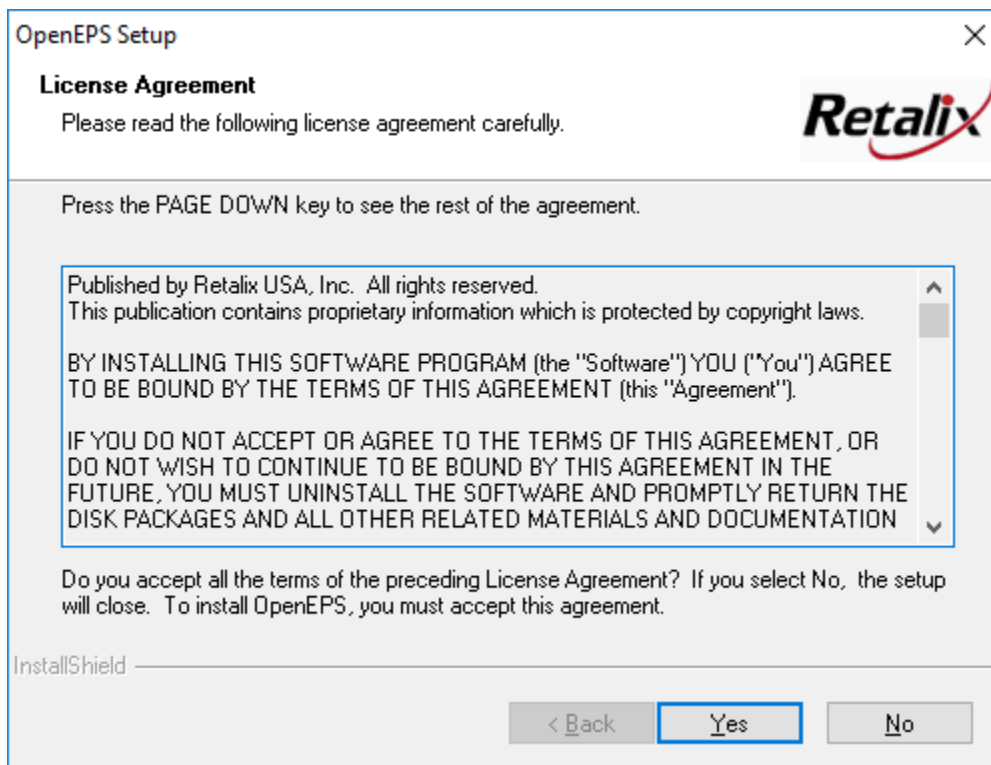 OpenEPS Setup
License Agreement
Please read the following license agreement carefully.
Retalix
Press the PAGE DOWN key to see the rest of the agreement.
Published by Retalix USA, Inc.  All rights reserved.
This publication contains proprietary information which is protected by copyright laws.
BY INSTALLING THIS SOFTWARE PROGRAM (the "Software") YOU ("You") AGREE
TO BE BOUND BY THE TERMS OF THIS AGREEMENT (this "Agreement").
IF YOU DO NOT ACCEPT OR AGREE TO THE TERMS OF THIS AGREEMENT, OR
DO NOT WISH TO CONTINUE TO BE BOUND BY THIS AGREEMENT IN THE
FUTURE, YOU MUST UNINSTALL THE SOFTWARE AND PROMPTLY RETURN THE
DISK PACKAGES AND ALL OTHER RELATED MATERIALS AND DOCUMENTATION
Do you accept all the terms of the preceding License Agreement?  If you select No,  the setup
will close.  To install OpenEPS, you must accept this agreement.
InstallShield
< Back
Yes
No